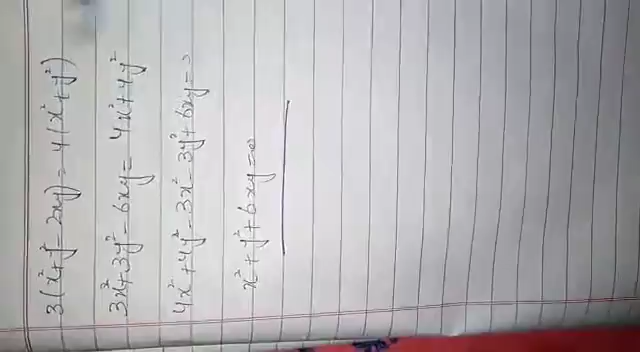 3(x²+y²-2xy) = 4(x²+y²)
3x²+3y²-6xy = 4x²+4y²
4x²+4y²-3x²-3y²+6xy=0
x²+y²+6xy=0